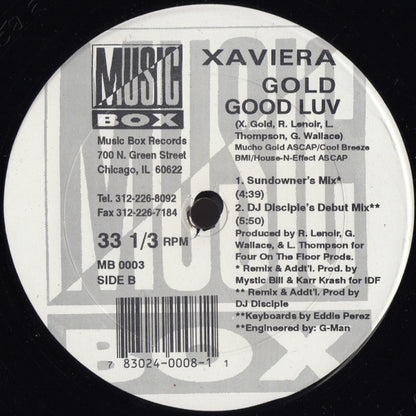 MUSIC
BOX
Music Box Records
700 N. Green Street
Chicago, IL 60622
Tel. 312-226-8092
Fax 312-226-7184
33 1/3 RPM
MB 0003
SIDE B
XAVIERA
GOLD
GOOD LUV
(X. Gold, R. Lenoir, L.
Thompson, G. Wallace)
Mucho Gold ASCAP/Cool Breeze
BMI/House-N-Effect ASCAP
1. Sundowner's Mix*
(4:39)
2. DJ Disciple's Debut Mix**
(5:50)
Produced by R. Lenoir, G.
Wallace, & L. Thompson for
Four On The Floor Prods.
* Remix & Addt'l. Prod. by
Mystic Bill & Karr Krash for IDF
** Remix & Addt'l. Prod by
DJ Disciple
**Keyboards by Eddie Perez
**Engineered by: G-Man
7 83024-0008-1 1
MUSIC
BOX